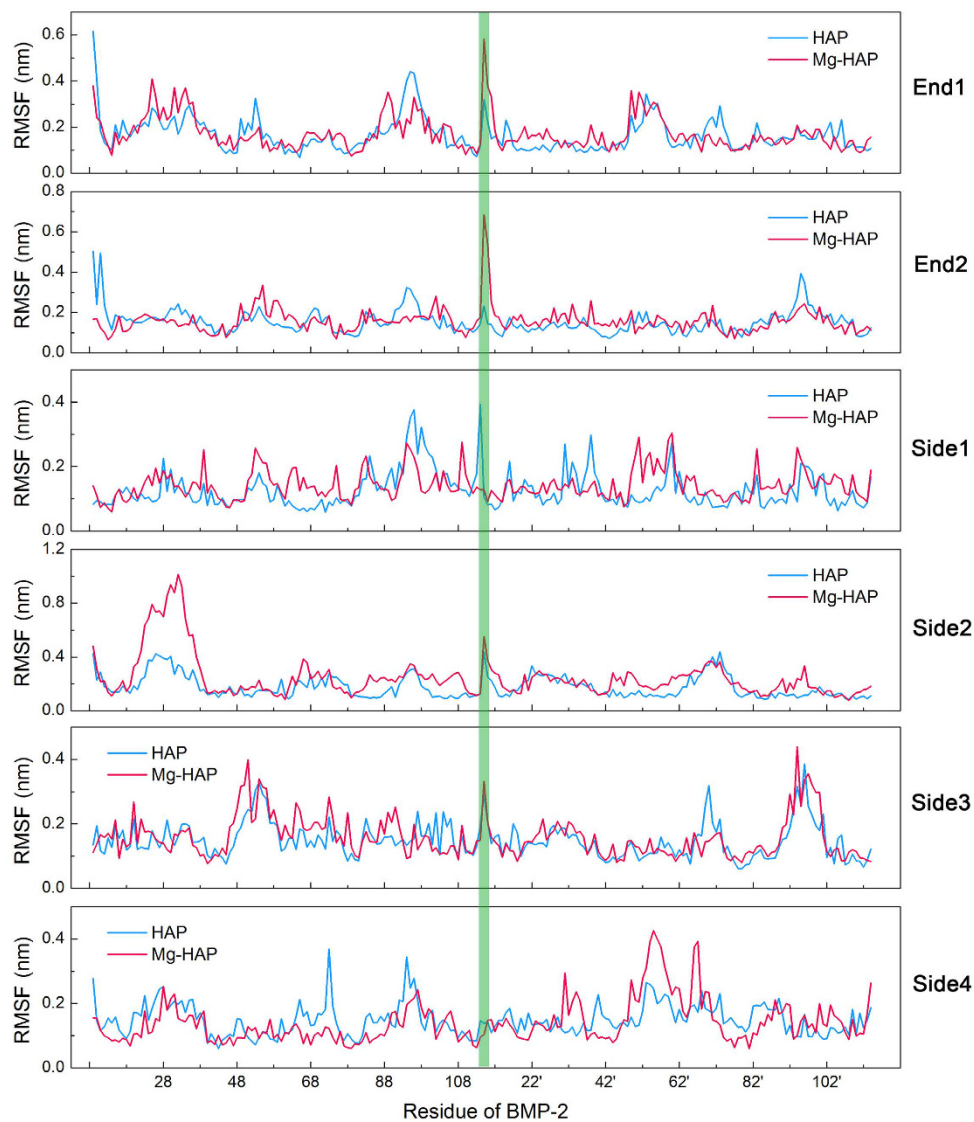 0.6
0.4
0.2
0.0
RMSF (nm)
HAP
Mg-HAP
End1
0.8
0.6
0.4
0.2
0.0
RMSF (nm)
HAP
Mg-HAP
End2
0.4
0.2
0.0
RMSF (nm)
HAP
Mg-HAP
Side1
1.2
0.8
0.4
0.0
RMSF (nm)
HAP
Mg-HAP
Side2
0.4
0.2
0.0
RMSF (nm)
HAP
Mg-HAP
Side3
0.4
0.2
0.0
RMSF (nm)
HAP
Mg-HAP
Side4
28 48 68 88 108 22' 42' 62' 82' 102'
Residue of BMP-2